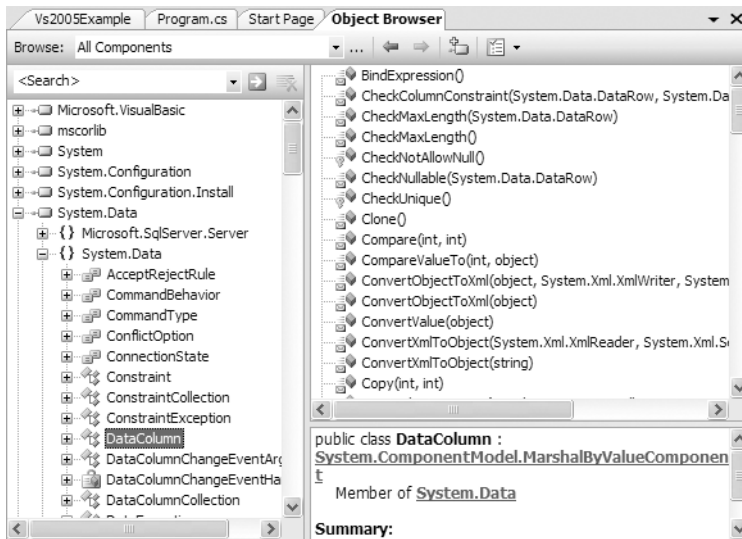 Vs2005Example Program.cs Start Page Object Browser
Browse: All Components
<Search>
Microsoft.VisualBasic
mscorlib
System
System.Configuration
System.Configuration.Install
System.Data
{} Microsoft.SqlServer.Server
{} System.Data
AcceptRejectRule
CommandBehavior
CommandType
ConflictOption
ConnectionState
Constraint
ConstraintCollection
ConstraintException
DataColumn
DataColumnChangeEventArg
DataColumnChangeEventHa
DataColumnCollection
BindExpression()
CheckColumnConstraint(System.Data.DataRow, System.Da
CheckMaxLength(System.Data.DataRow)
CheckMaxLength()
CheckNotAllowNull()
CheckNullable(System.Data.DataRow)
CheckUnique()
Clone()
Compare(int, int)
CompareValueTo(int, object)
ConvertObjectToXml(object, System.Xml.XmlWriter, System
ConvertObjectToXml(object)
ConvertValue(object)
ConvertXmlToObject(System.Xml.XmlReader, System.Xml.S
ConvertXmlToObject(string)
Copy(int, int)
public class DataColumn :
System.ComponentModel.MarshalByValueComponen
t
Member of System.Data
Summary: